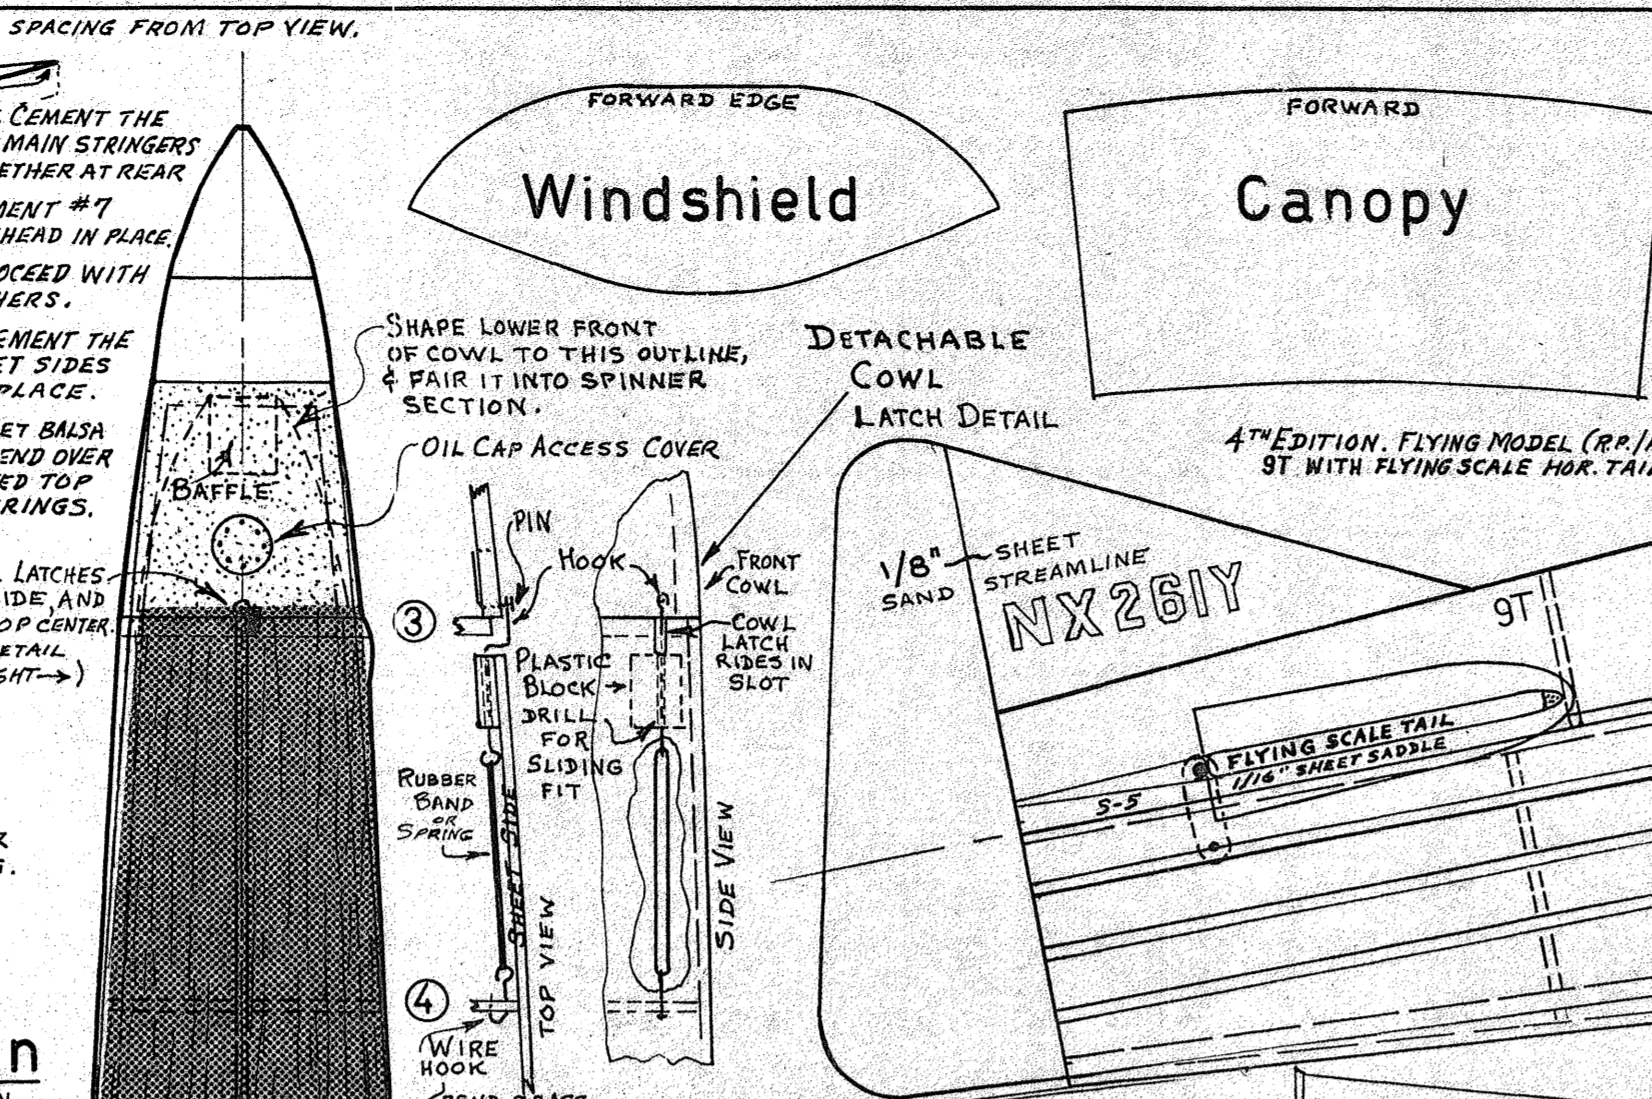 SPACING FROM TOP VIEW.
CEMENT THE
MAIN STRINGERS
ETHER AT REAR
MENT #7
HEAD IN PLACE.
OCEED WITH
HERS.
EMENT THE
ET SIDES
PLACE.
ET BALSA
END OVER
ED TOP
RINGS.
LATCHES
IDE, AND
OP CENTER.
ETAIL
GHT→)
BAFFLE
FORWARD EDGE
Windshield
FORWARD
Canopy
SHAPE LOWER FRONT
OF COWL TO THIS OUTLINE,
& FAIR IT INTO SPINNER
SECTION.
OIL CAP ACCESS COVER
DETACHABLE
COWL
LATCH DETAIL
4TH EDITION. FLYING MODEL (R.P./
9T WITH FLYING SCALE HOR. TAI
PIN
HOOK
FRONT
COWL
3
COWL
LATCH
RIDES IN
SLOT
PLASTIC
BLOCK
DRILL
FOR
SLIDING
FIT
RUBBER
BAND
OR
SPRING
SHEET SIDE
TOP VIEW
SIDE VIEW
4
WIRE
HOOK
1/8" SHEET
SAND STREAMLINE
NX261Y
9T
FLYING SCALE TAIL
1/16" SHEET SADDLE
S-5
n